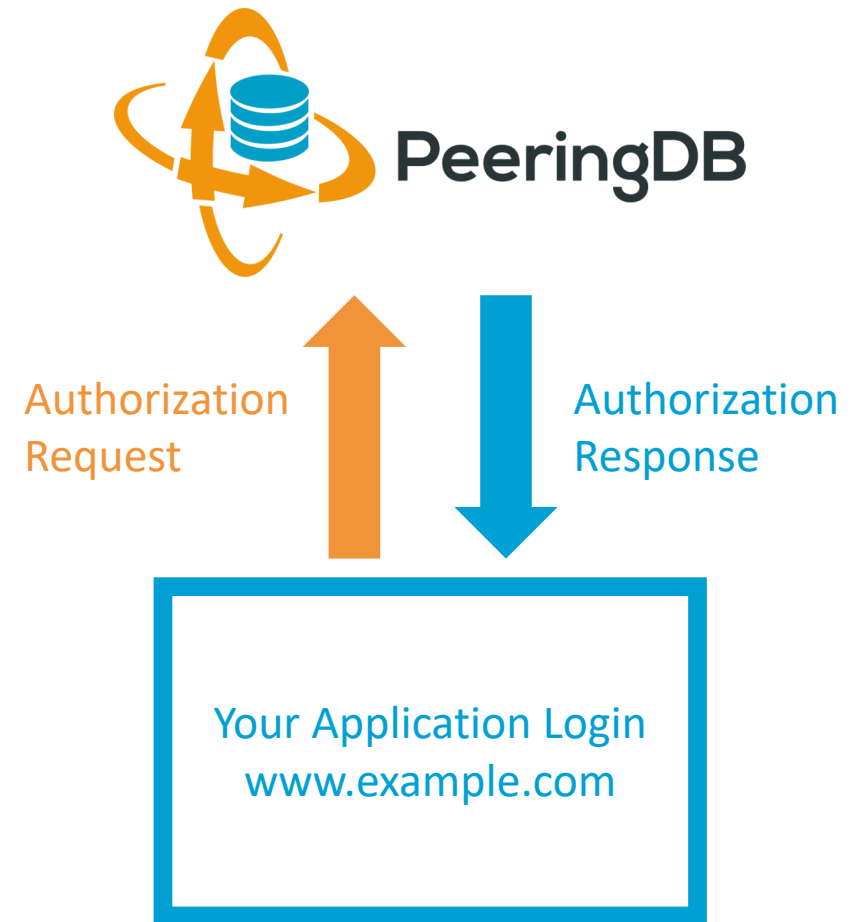 PeeringDB
Authorization
Request
Authorization
Response
Your Application Login
www.example.com